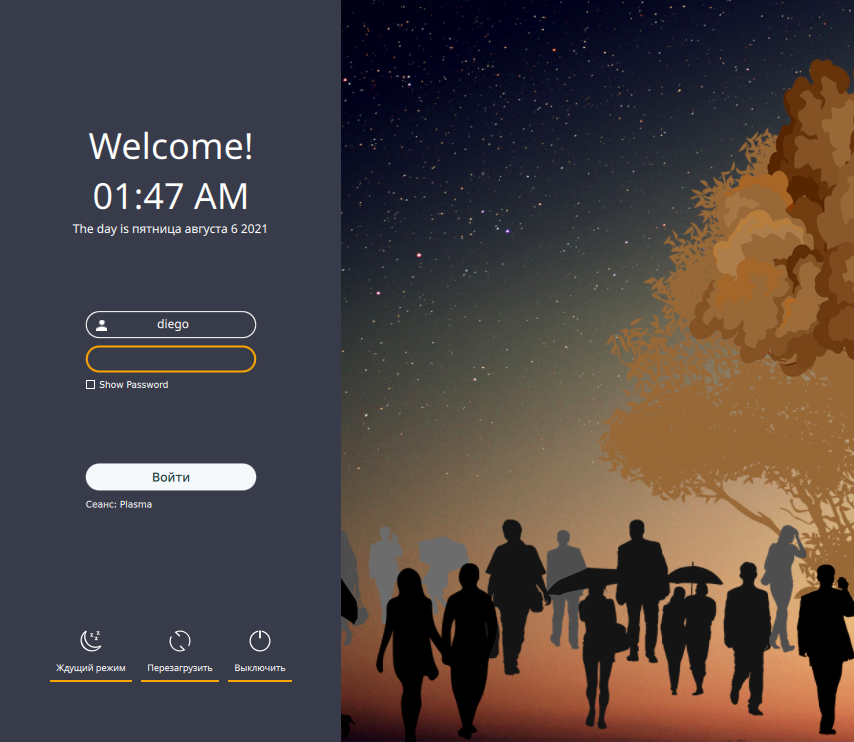 Welcome!
01:47 AM
The day is пятница августа 6 2021
diego
Show Password
Войти
Сеанс: Plasma
Ждущий режим
Перезагрузить
Выключить